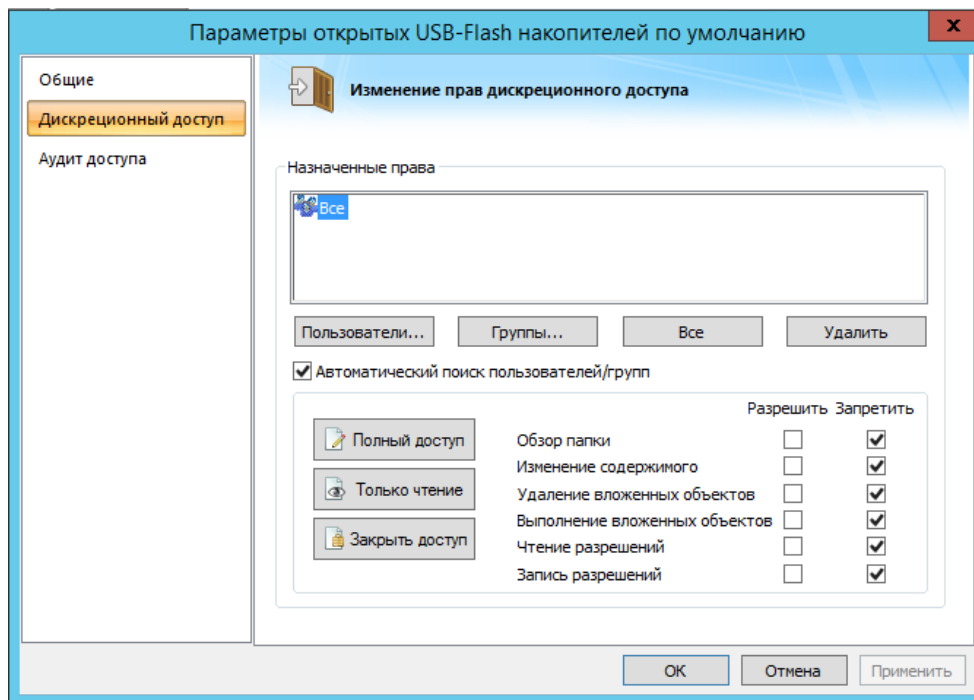 Параметры открытых USB-Flash накопителей по умолчанию
x
Общие
Дискреционный доступ
Аудит доступа
Изменение прав дискреционного доступа
Назначенные права
Все
Пользователи... Группы... Все Удалить
Автоматический поиск пользователей/групп
Разрешить Запретить
Полный доступ
Только чтение
Закрыть доступ
Обзор папки
Изменение содержимого
Удаление вложенных объектов
Выполнение вложенных объектов
Чтение разрешений
Запись разрешений
ОК Отмена Применить